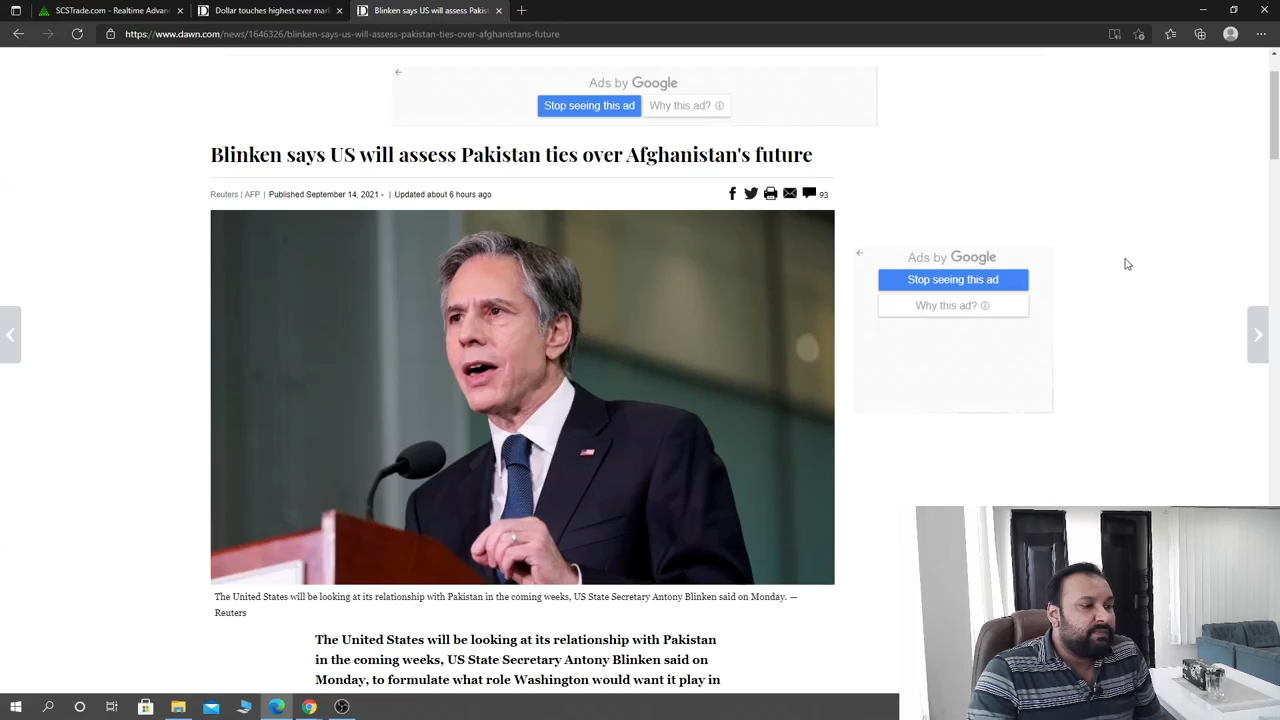 SCSTrade.com - Realtime Advanc
Dollar touches highest ever mark
Blinken says US will assess Pakist
https://www.dawn.com/news/1646326/blinken-says-us-will-assess-pakistan-ties-over-afghanistans-future
Ads by Google
Stop seeing this ad
Why this ad?
Blinken says US will assess Pakistan ties over Afghanistan's future
Reuters | AFP | Published September 14, 2021 - | Updated about 6 hours ago
93
Ads by Google
Stop seeing this ad
Why this ad?
The United States will be looking at its relationship with Pakistan in the coming weeks, US State Secretary Antony Blinken said on Monday. —
Reuters
The United States will be looking at its relationship with Pakistan
in the coming weeks, US State Secretary Antony Blinken said on
Monday, to formulate what role Washington would want it play in